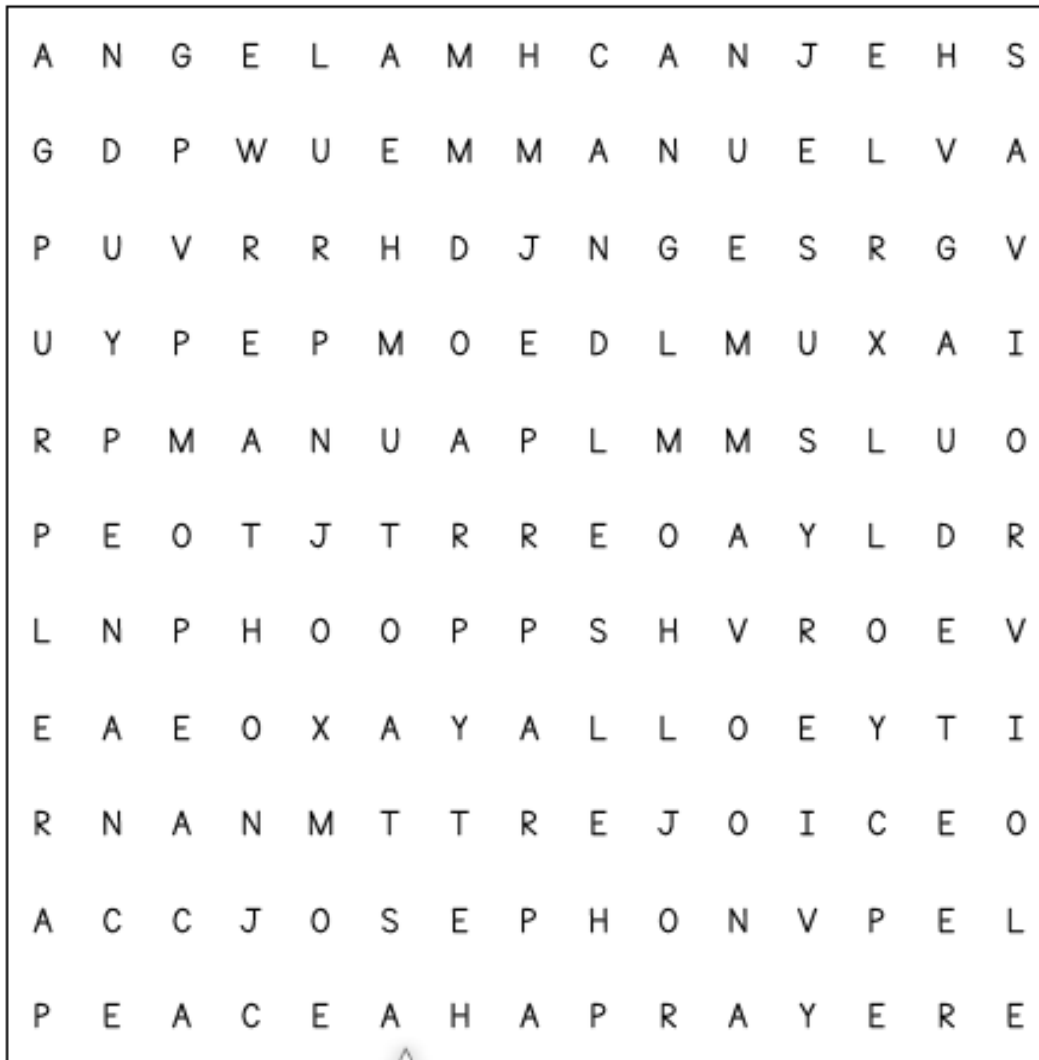 A N G E L A M H C A N J E H S
G D P W U E M M A N U E L V A
P U V R R H D J N G E S R G V
U Y P E P M O E D L M U X A I
R P M A N U A P L M M S L U O
P E O T J T R R E O A Y L D R
L N P H O O P P S H V R O E V
E A E O X A Y A L L O E Y T I
R N A N M T T R E J O I C E O
A C C J O S E P H O N V P E L
P E A C E A H A P R A Y E R E